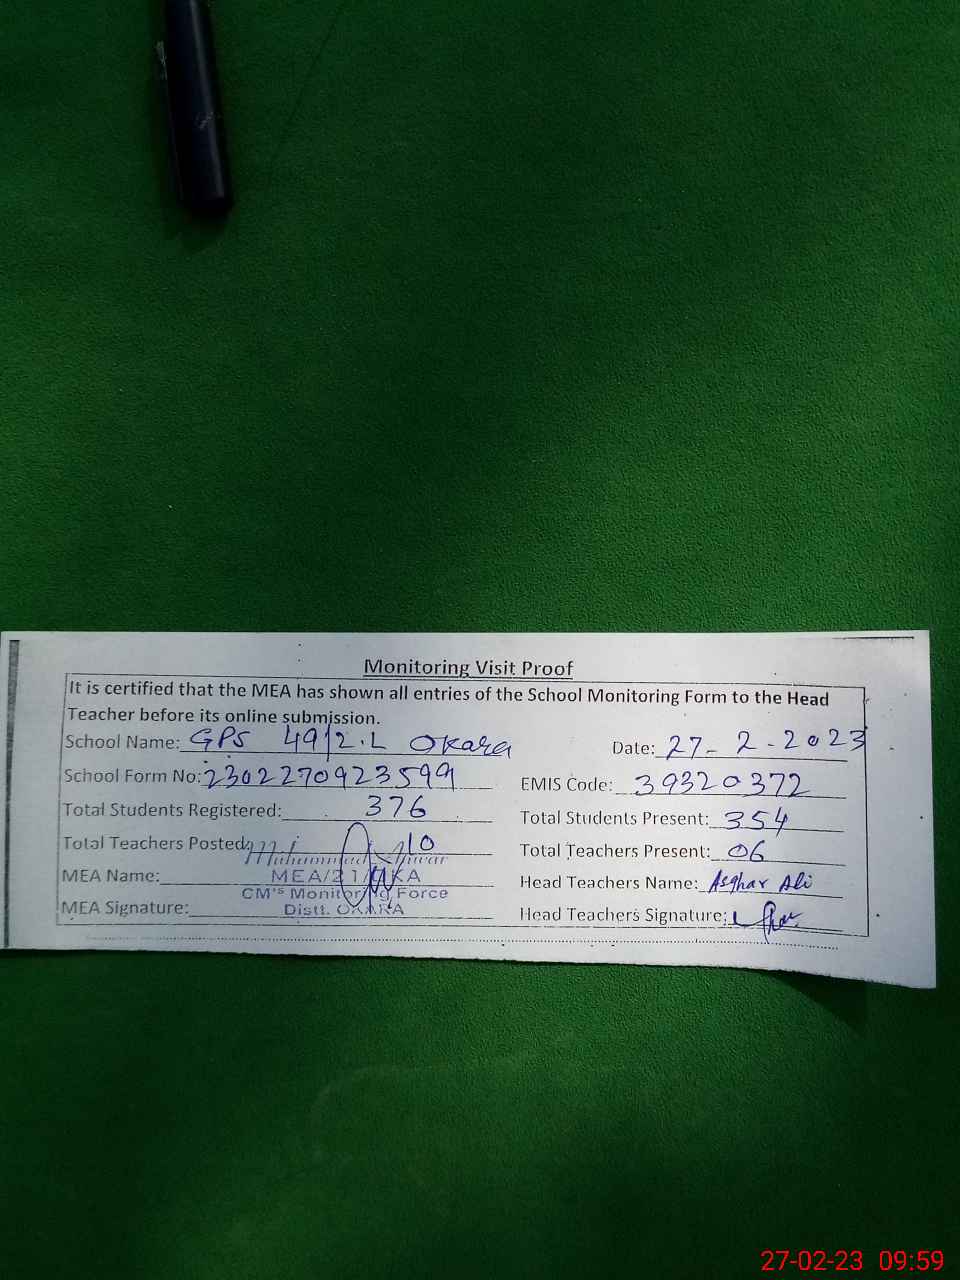 Monitoring Visit Proof
It is certified that the MEA has shown all entries of the School Monitoring Form to the Head
Teacher before its online submission.
School Name: GPS 49/2.L Okara Date: 27-2-2023
School Form No: 2302270923599 EMIS Code: 39320372
Total Students Registered: 376 Total Students Present: 354
Total Teachers Posted: 10 Total Teachers Present: 06
Muhammad
MEA Name: MEA/21/OKA Head Teachers Name: Asghar Ali
CM's Monitoring Force
MEA Signature: Distt. OKARA Head Teachers Signature:
27-02-23 09:59